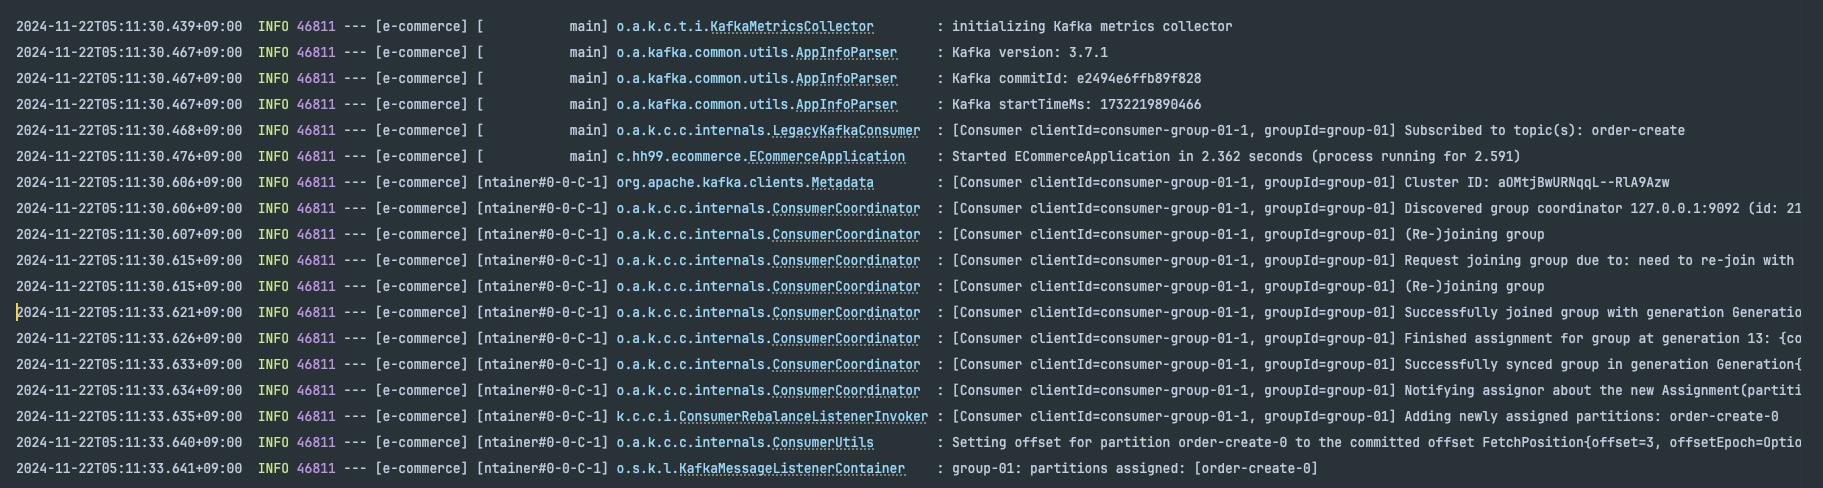 2024-11-22T05:11:30.439+09:00  INFO 46811 --- [e-commerce] [           main] o.a.k.c.t.i.KafkaMetricsCollector        : initializing Kafka metrics collector
2024-11-22T05:11:30.467+09:00  INFO 46811 --- [e-commerce] [           main] o.a.kafka.common.utils.AppInfoParser     : Kafka version: 3.7.1
2024-11-22T05:11:30.467+09:00  INFO 46811 --- [e-commerce] [           main] o.a.kafka.common.utils.AppInfoParser     : Kafka commitId: e2494e6ffb89f828
2024-11-22T05:11:30.467+09:00  INFO 46811 --- [e-commerce] [           main] o.a.kafka.common.utils.AppInfoParser     : Kafka startTimeMs: 1732219890466
2024-11-22T05:11:30.468+09:00  INFO 46811 --- [e-commerce] [           main] o.a.k.c.c.internals.LegacyKafkaConsumer  : [Consumer clientId=consumer-group-01-1, groupId=group-01] Subscribed to topic(s): order-create
2024-11-22T05:11:30.476+09:00  INFO 46811 --- [e-commerce] [           main] c.hh99.ecommerce.ECommerceApplication    : Started ECommerceApplication in 2.362 seconds (process running for 2.591)
2024-11-22T05:11:30.606+09:00  INFO 46811 --- [e-commerce] [ntainer#0-0-C-1] org.apache.kafka.clients.Metadata        : [Consumer clientId=consumer-group-01-1, groupId=group-01] Cluster ID: aOMtjBwURNqqL--RlA9Azw
2024-11-22T05:11:30.606+09:00  INFO 46811 --- [e-commerce] [ntainer#0-0-C-1] o.a.k.c.c.internals.ConsumerCoordinator  : [Consumer clientId=consumer-group-01-1, groupId=group-01] Discovered group coordinator 127.0.0.1:9092 (id: 21
2024-11-22T05:11:30.607+09:00  INFO 46811 --- [e-commerce] [ntainer#0-0-C-1] o.a.k.c.c.internals.ConsumerCoordinator  : [Consumer clientId=consumer-group-01-1, groupId=group-01] (Re-)joining group
2024-11-22T05:11:30.615+09:00  INFO 46811 --- [e-commerce] [ntainer#0-0-C-1] o.a.k.c.c.internals.ConsumerCoordinator  : [Consumer clientId=consumer-group-01-1, groupId=group-01] Request joining group due to: need to re-join with
2024-11-22T05:11:30.615+09:00  INFO 46811 --- [e-commerce] [ntainer#0-0-C-1] o.a.k.c.c.internals.ConsumerCoordinator  : [Consumer clientId=consumer-group-01-1, groupId=group-01] (Re-)joining group
2024-11-22T05:11:33.621+09:00  INFO 46811 --- [e-commerce] [ntainer#0-0-C-1] o.a.k.c.c.internals.ConsumerCoordinator  : [Consumer clientId=consumer-group-01-1, groupId=group-01] Successfully joined group with generation Generatio
2024-11-22T05:11:33.626+09:00  INFO 46811 --- [e-commerce] [ntainer#0-0-C-1] o.a.k.c.c.internals.ConsumerCoordinator  : [Consumer clientId=consumer-group-01-1, groupId=group-01] Finished assignment for group at generation 13: {co
2024-11-22T05:11:33.633+09:00  INFO 46811 --- [e-commerce] [ntainer#0-0-C-1] o.a.k.c.c.internals.ConsumerCoordinator  : [Consumer clientId=consumer-group-01-1, groupId=group-01] Successfully synced group in generation Generation{
2024-11-22T05:11:33.634+09:00  INFO 46811 --- [e-commerce] [ntainer#0-0-C-1] o.a.k.c.c.internals.ConsumerCoordinator  : [Consumer clientId=consumer-group-01-1, groupId=group-01] Notifying assignor about the new Assignment(partiti
2024-11-22T05:11:33.635+09:00  INFO 46811 --- [e-commerce] [ntainer#0-0-C-1] k.c.c.i.ConsumerRebalanceListenerInvoker : [Consumer clientId=consumer-group-01-1, groupId=group-01] Adding newly assigned partitions: order-create-0
2024-11-22T05:11:33.640+09:00  INFO 46811 --- [e-commerce] [ntainer#0-0-C-1] o.a.k.c.c.internals.ConsumerUtils        : Setting offset for partition order-create-0 to the committed offset FetchPosition{offset=3, offsetEpoch=Optio
2024-11-22T05:11:33.641+09:00  INFO 46811 --- [e-commerce] [ntainer#0-0-C-1] o.s.k.l.KafkaMessageListenerContainer    : group-01: partitions assigned: [order-create-0]